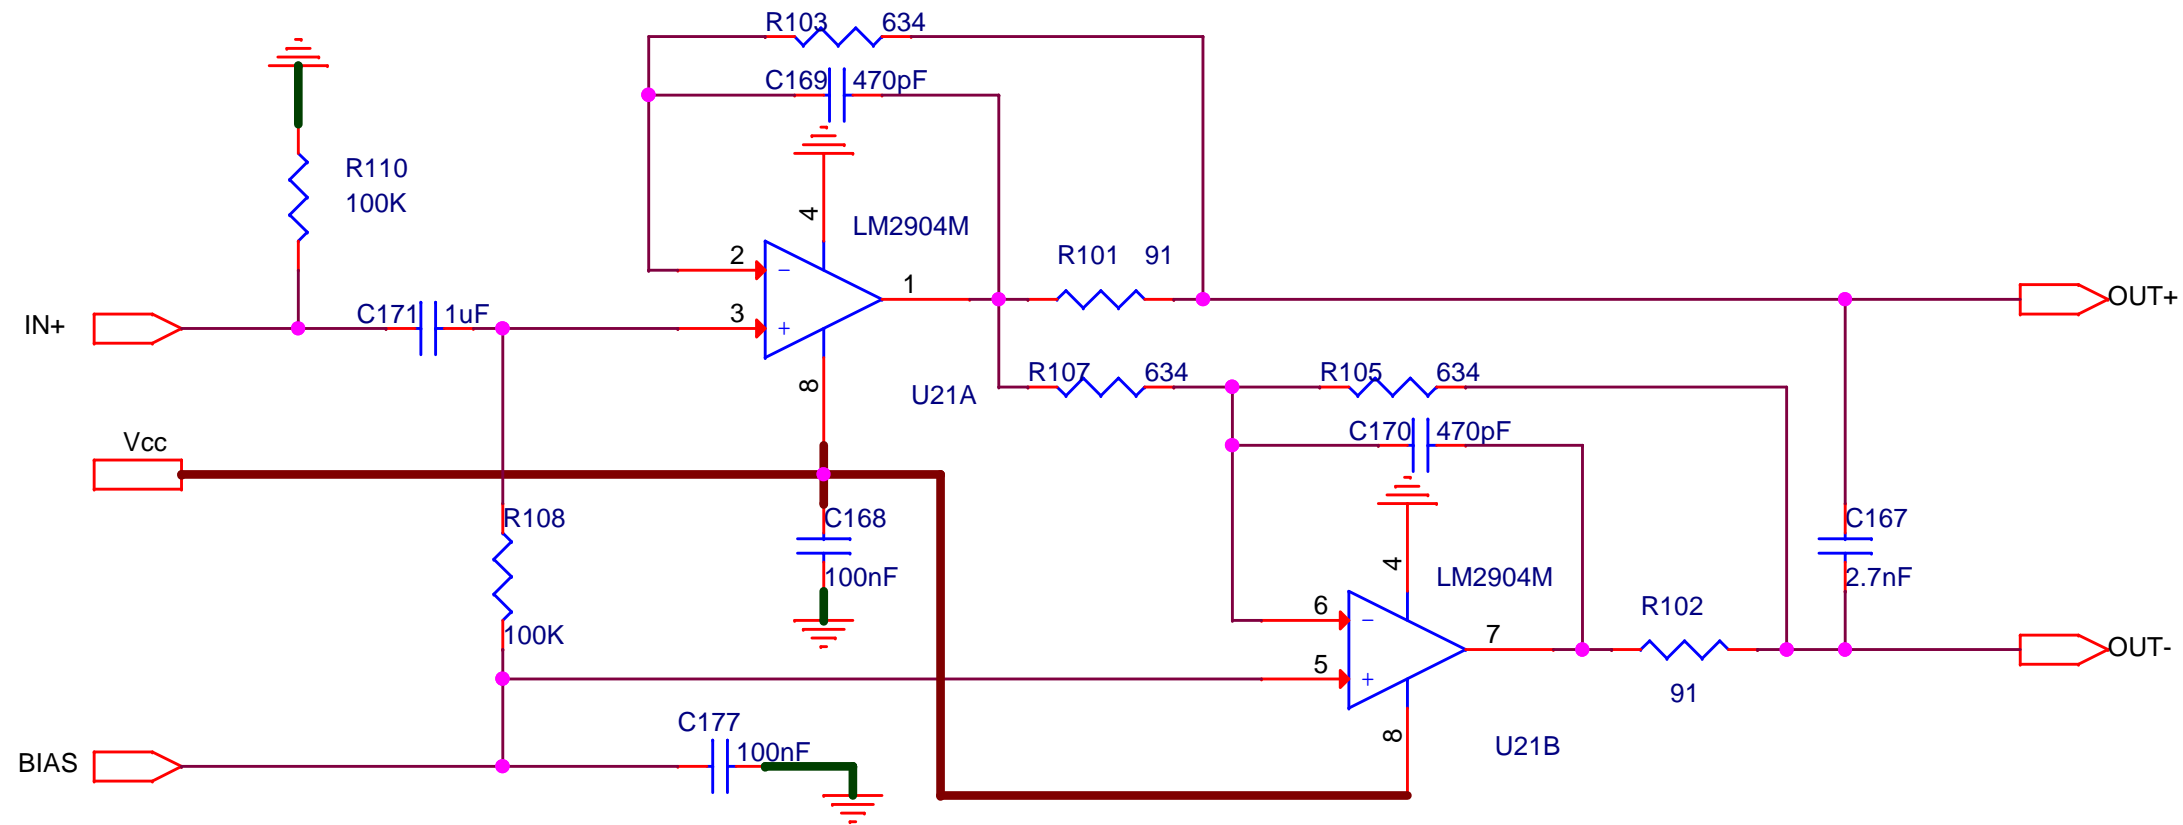 R103 634
C169 470pF
R110
100K
4
LM2904M
2
−
R101 91
1
IN+
C171 1uF
3
+
OUT+
8
U21A
R107 634
R105 634
C170 470pF
Vcc
R108
C168
100nF
C167
2.7nF
4
LM2904M
6
−
R102
100K
7
5
+
OUT-
91
8
U21B
C177
100nF
BIAS